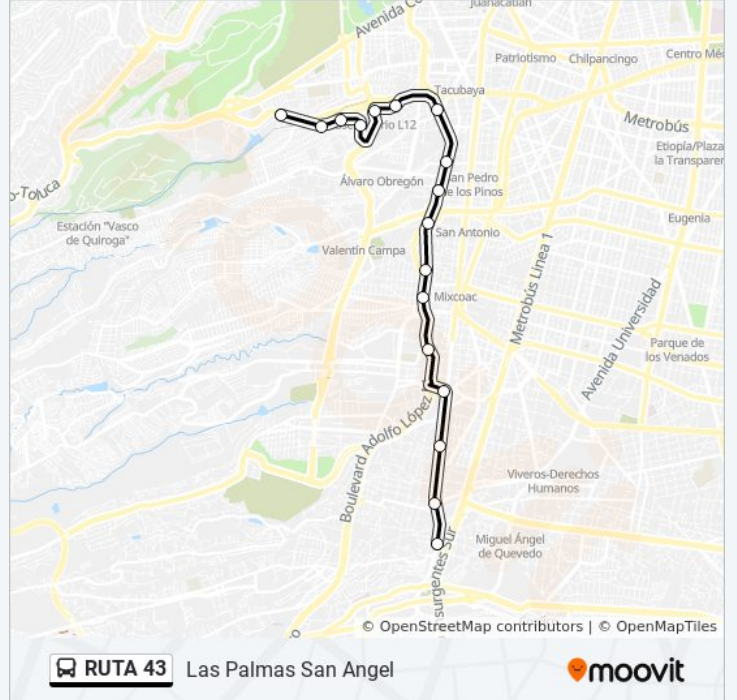 Juanacatlán
Avenida Co
Patriotismo
Chilpancingo
Centro Méd
Tacubaya
Metrobús
rio L12
Etiopía/Plaza
la Transparen
o-Toluca
Álvaro Obregón
an Pedro
e los Pinos
Estación "Vasco
de Quiroga"
San Antonio
Eugenia
Valentín Campa
Metrobús Línea 1
Mixcoac
Avenida Universidad
Parque de
los Venados
Boulevard Adolfo López
Viveros-Derechos
Humanos
Miguel Ángel
de Quevedo
surgentes Sur
o
© OpenStreetMap contributors | © OpenMapTiles
RUTA 43 Las Palmas San Angel
moovit